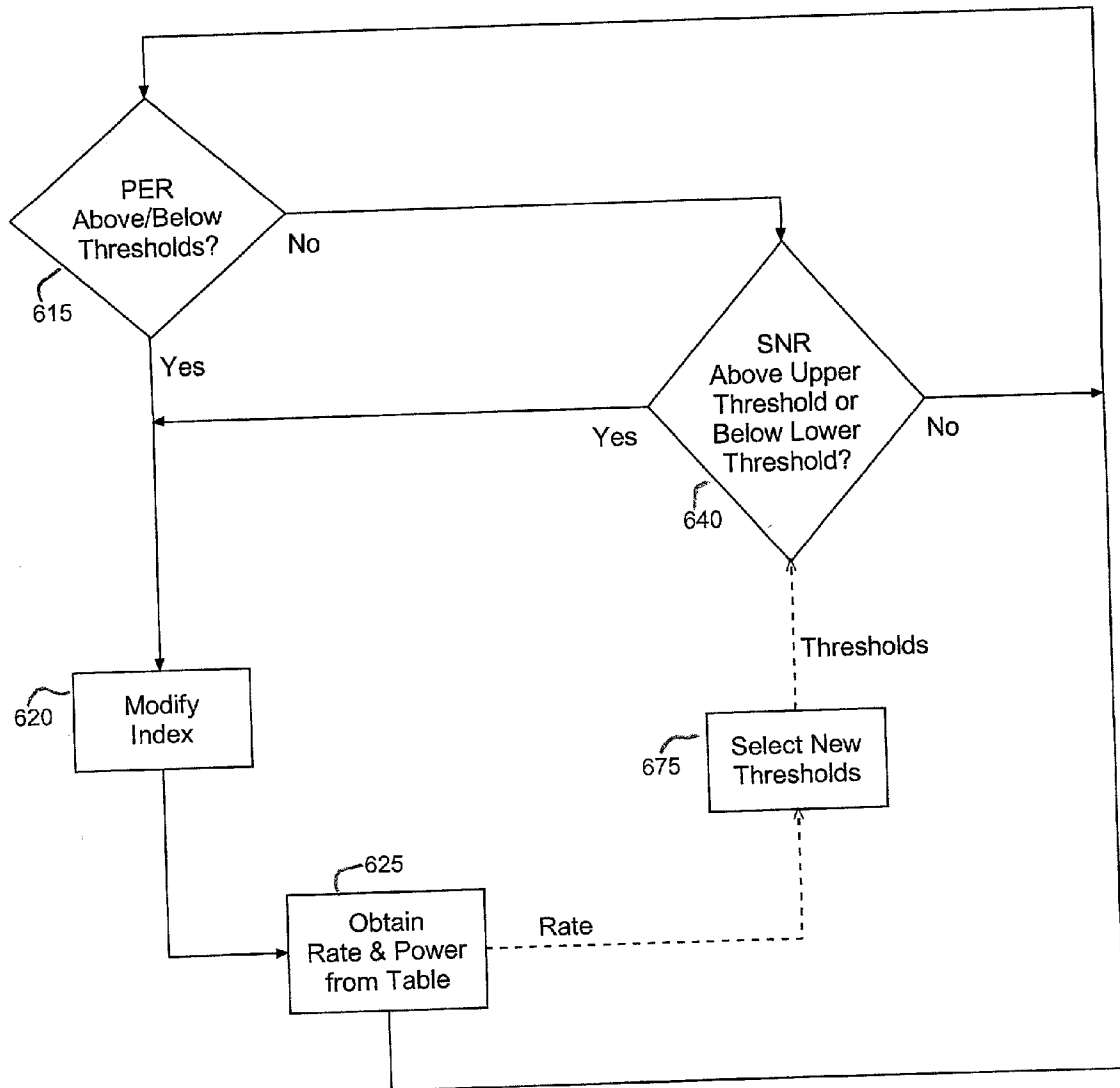 PER
Above/Below
Thresholds?
No
615
Yes
SNR
Above Upper
Threshold or
Below Lower
Threshold?
Yes
No
640
Thresholds
620
Modify
Index
675
Select New
Thresholds
625
Obtain
Rate & Power
from Table
Rate